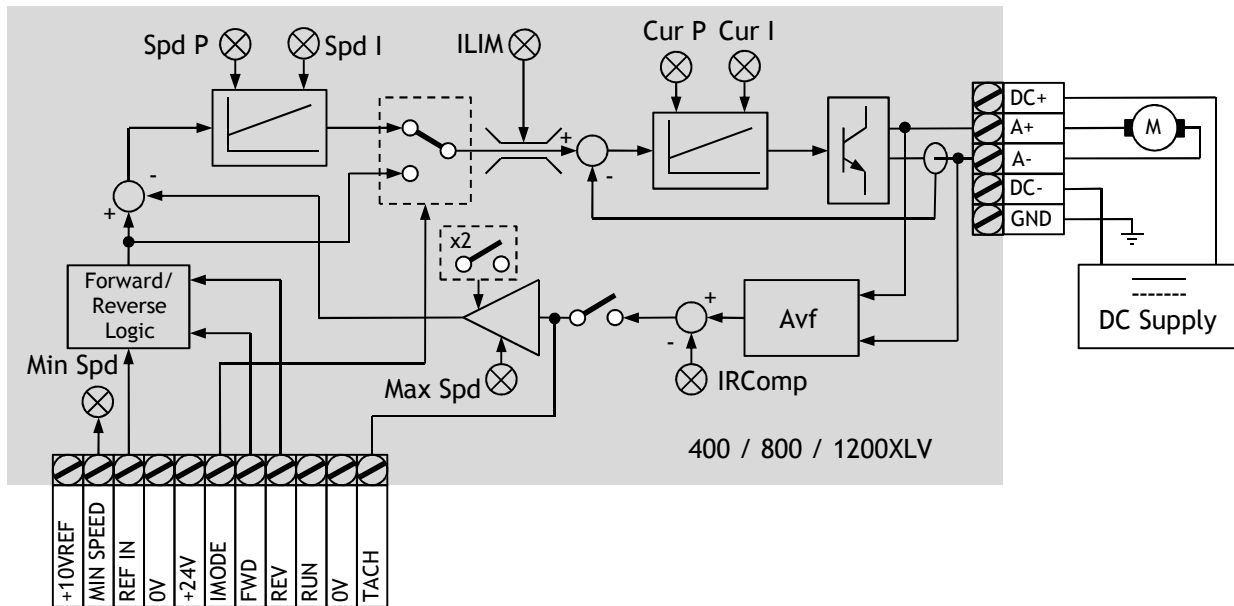 Spd P
Spd I
ILIM
Cur P
Cur I
DC+
A+
A-
DC-
GND
M
+
-
-
+
x2
Forward/
Reverse
Logic
+
-
Avf
DC Supply
Min Spd
Max Spd
IRComp
400 / 800 / 1200XLV
+10VREF
MIN SPEED
REF IN
0V
+24V
IMODE
FWD
REV
RUN
0V
TACH